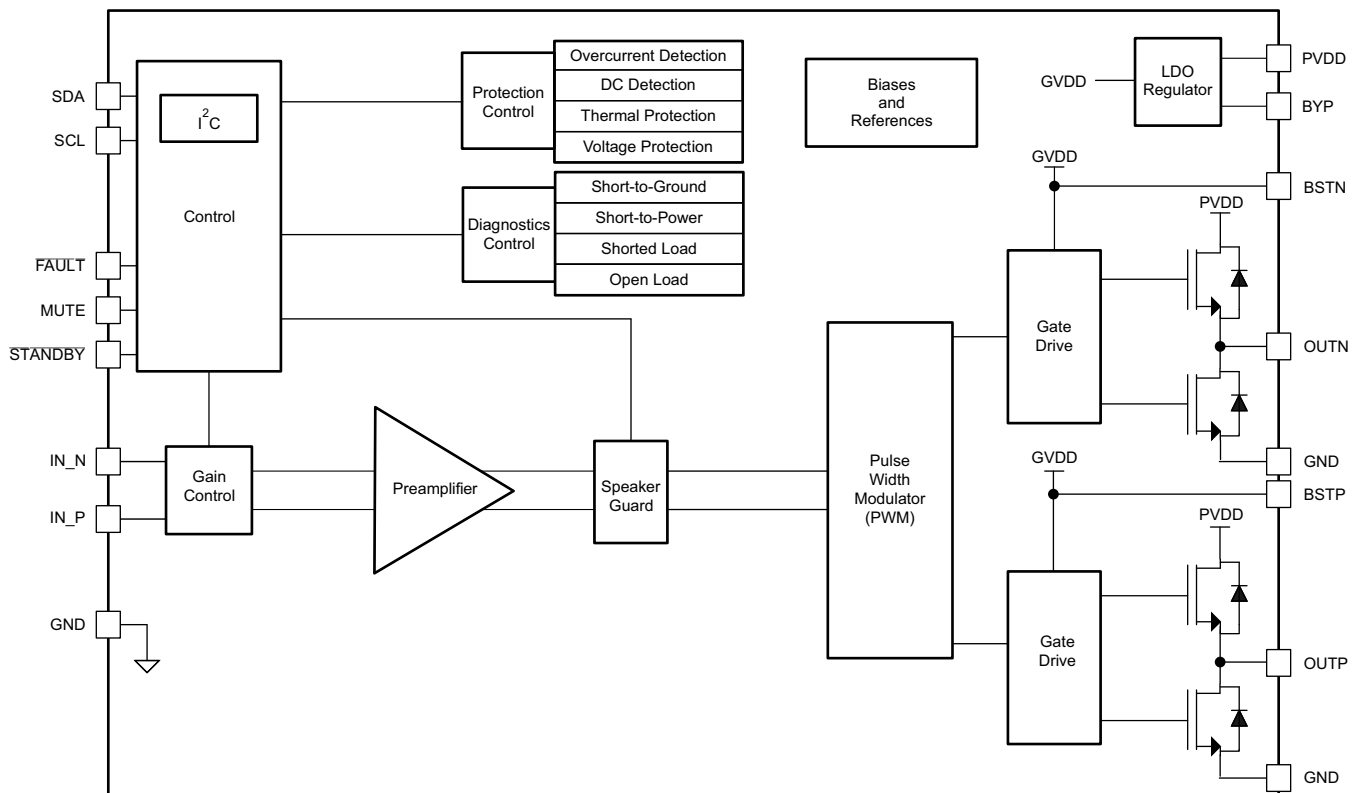 SDA
SCL
FAULT
MUTE
STANDBY
IN_N
IN_P
GND
I2C
Control
Gain
Control
Protection
Control
Overcurrent Detection
DC Detection
Thermal Protection
Voltage Protection
Diagnostics
Control
Short-to-Ground
Short-to-Power
Shorted Load
Open Load
Preamplifier
Speaker
Guard
Biases
and
References
Pulse
Width
Modulator
(PWM)
GVDD
LDO
Regulator
PVDD
BYP
GVDD
BSTN
PVDD
Gate
Drive
OUTN
GND
GVDD
BSTP
PVDD
Gate
Drive
OUTP
GND